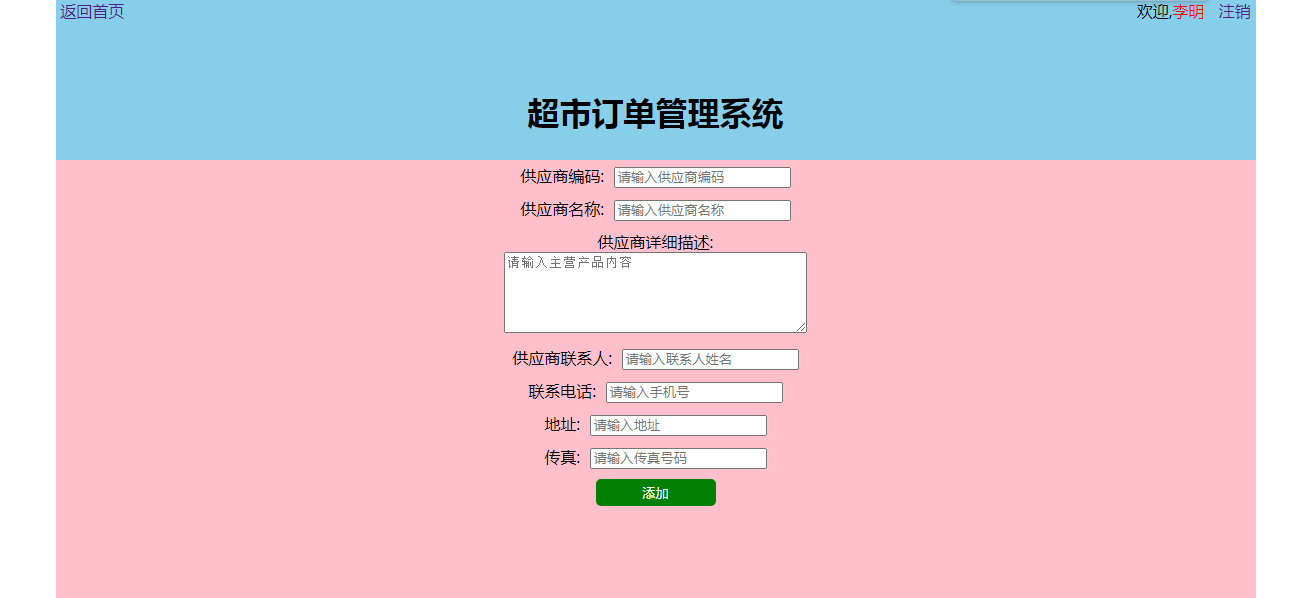 返回首页 欢迎,李明 注销
超市订单管理系统
供应商编码: 请输入供应商编码
供应商名称: 请输入供应商名称
供应商详细描述:
请输入主营产品内容
供应商联系人: 请输入联系人姓名
联系电话: 请输入手机号
地址: 请输入地址
传真: 请输入传真号码
添加